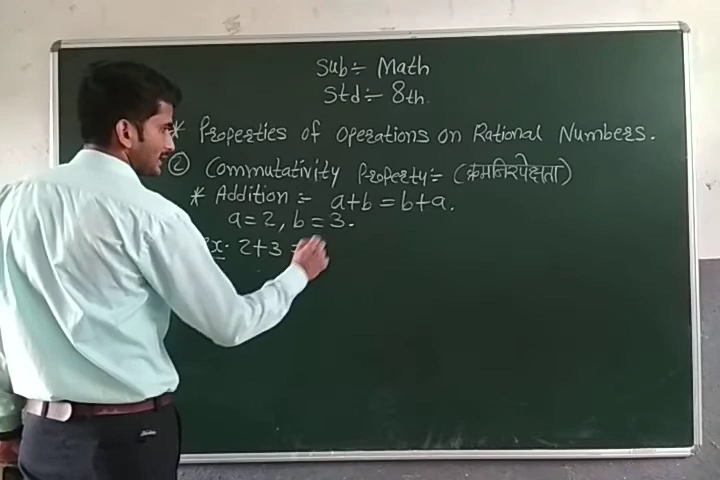 Sub÷ Math
Std÷ 8th.
* Properties of Operations on Rational Numbers.
© Commutativity Property÷ (क्रमनिरपेक्षता)
* Addition :- a+b = b+a.
a = 2, b = 3.
Ex. 2+3 =